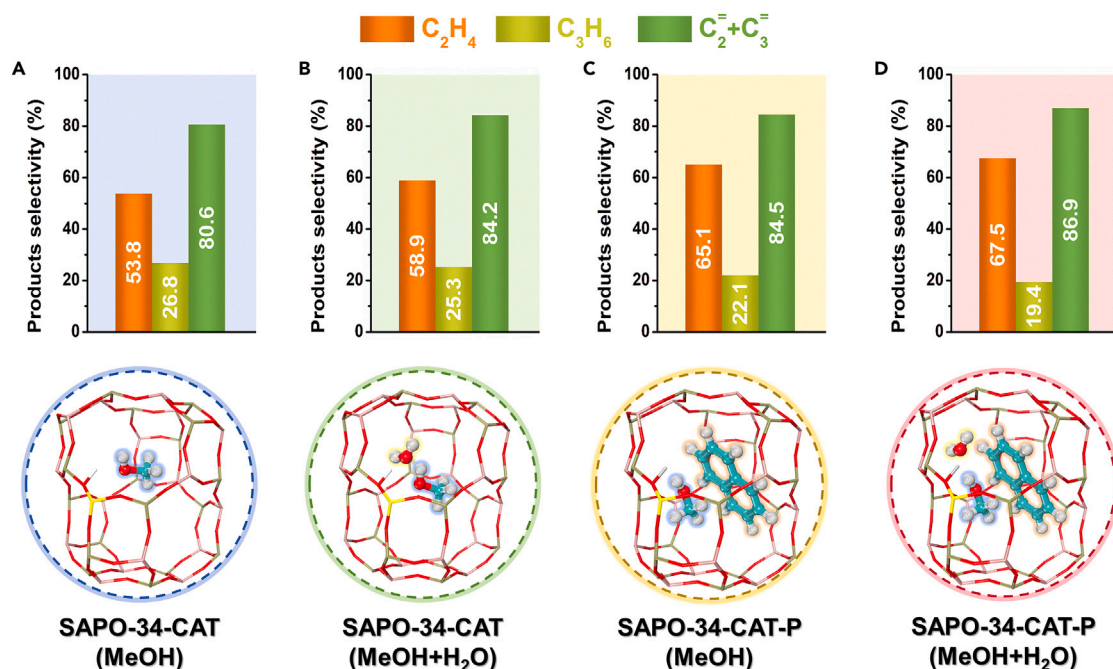 C₂H₄ C₃H₆ C₂⁼+C₃⁼
A B C D
Products selectivity (%)
100
80
60
40
20
0
53.8
26.8
80.6
Products selectivity (%)
100
80
60
40
20
0
58.9
25.3
84.2
Products selectivity (%)
100
80
60
40
20
0
65.1
22.1
84.5
Products selectivity (%)
100
80
60
40
20
0
67.5
19.4
86.9
SAPO-34-CAT
(MeOH)
SAPO-34-CAT
(MeOH+H₂O)
SAPO-34-CAT-P
(MeOH)
SAPO-34-CAT-P
(MeOH+H₂O)